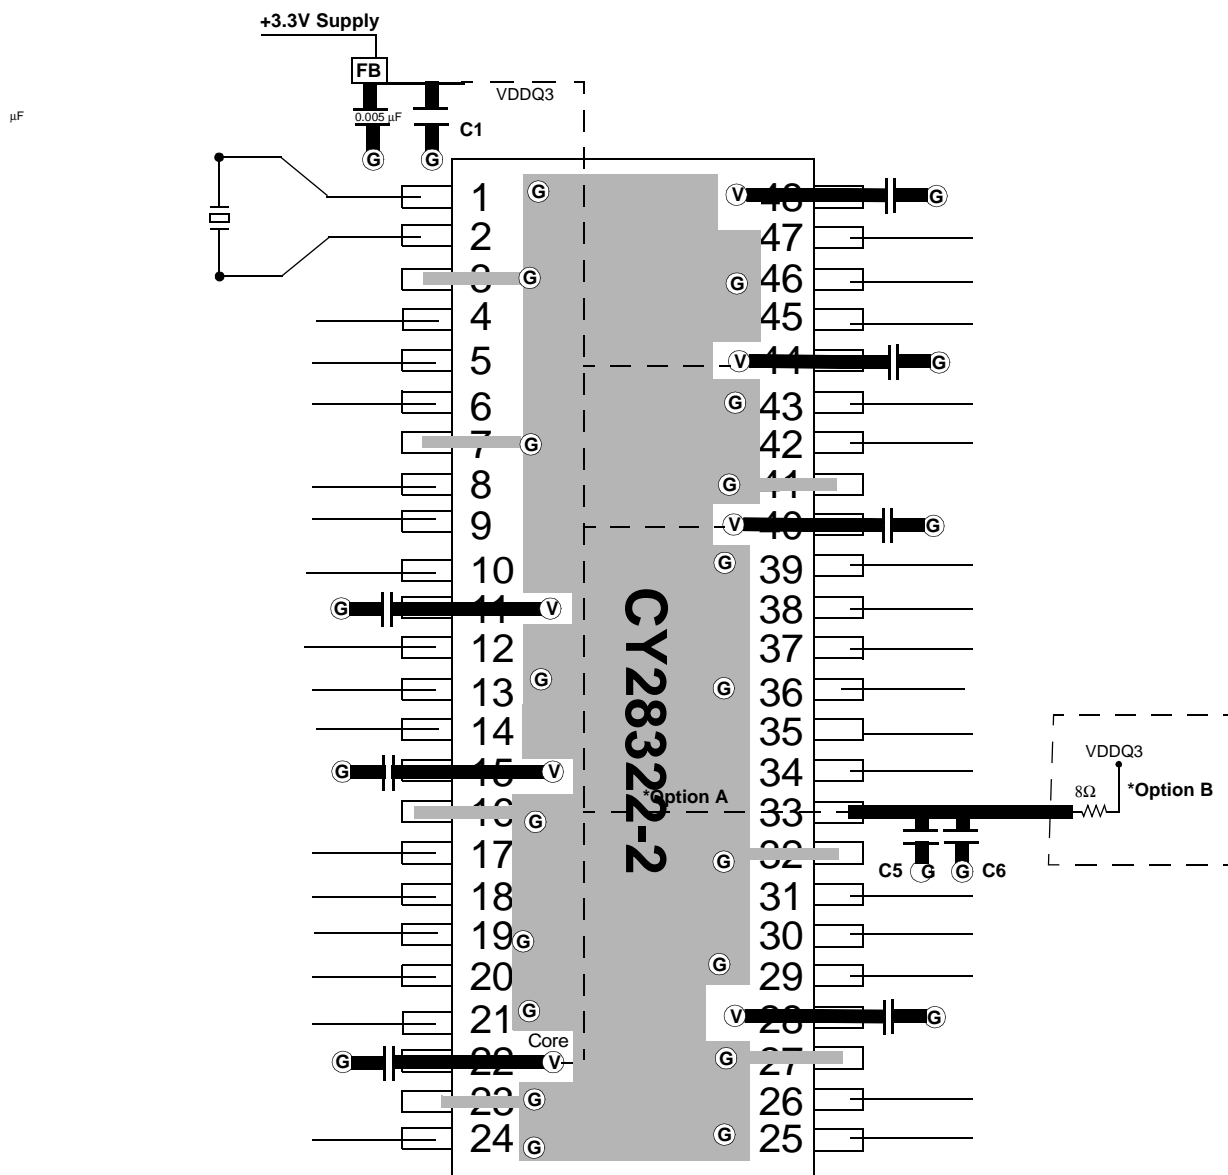 +3.3V Supply
FB
VDDQ3
µF
0.005 µF
C1
G
G
1
2
3
4
5
6
7
8
9
10
11
12
13
14
15
16
17
18
19
20
21
22
23
24
48
47
46
45
44
43
42
41
40
39
38
37
36
35
34
33
32
31
30
29
28
27
26
25
G
G
G
G
V
G
G
V
G
G
G
G
Core
G
V
G
G
V
G
G
V
G
G
G
V
G
G
G
G
G
V
G
G
G
CY28322-2
*Option A
VDDQ3
8Ω
*Option B
C5
G
G
C6